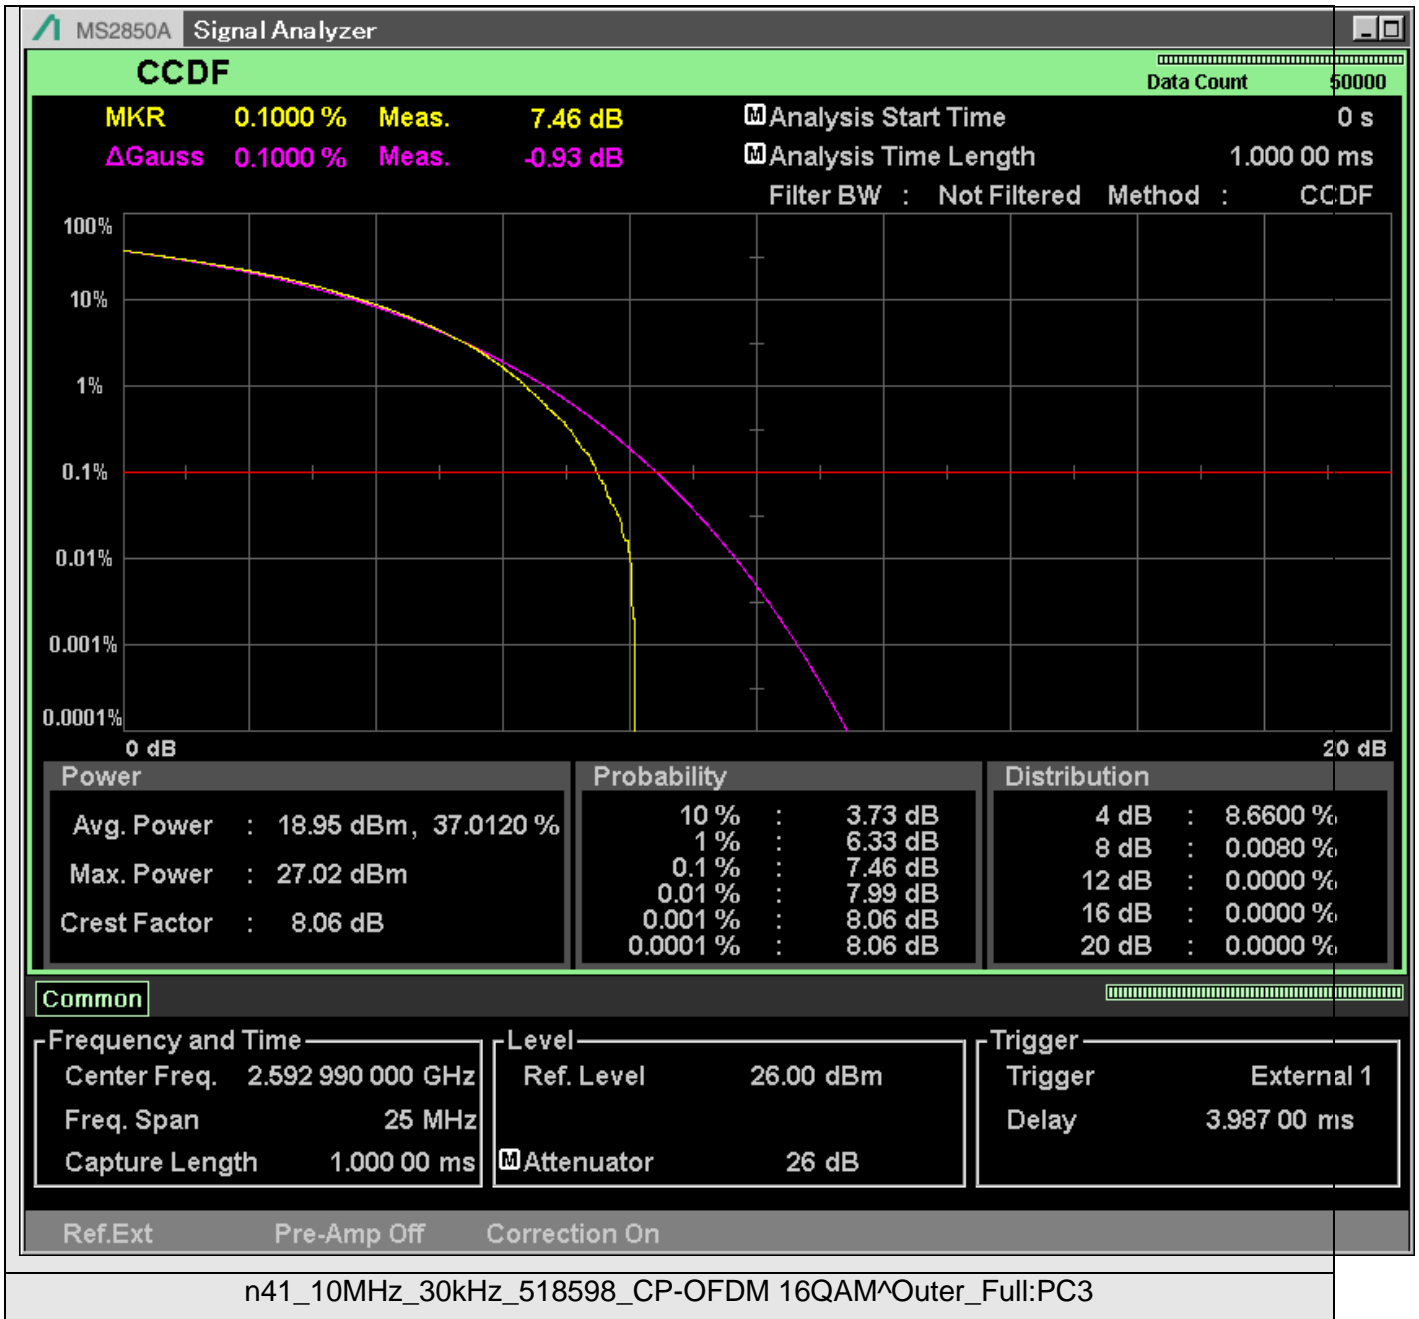 MS2850A Signal Analyzer
CCDF
Data Count 50000
MKR 0.1000 % Meas. 7.46 dB
ΔGauss 0.1000 % Meas. -0.93 dB
M Analysis Start Time 0 s
M Analysis Time Length 1.000 00 ms
Filter BW : Not Filtered Method : CCDF
100%
10%
1%
0.1%
0.01%
0.001%
0.0001%
0 dB 20 dB
Power
Avg. Power : 18.95 dBm, 37.0120 %
Max. Power : 27.02 dBm
Crest Factor : 8.06 dB
Probability
10 % : 3.73 dB
1 % : 6.33 dB
0.1 % : 7.46 dB
0.01 % : 7.99 dB
0.001 % : 8.06 dB
0.0001 % : 8.06 dB
Distribution
4 dB : 8.6600 %
8 dB : 0.0080 %
12 dB : 0.0000 %
16 dB : 0.0000 %
20 dB : 0.0000 %
Common
Frequency and Time
Center Freq. 2.592 990 000 GHz
Freq. Span 25 MHz
Capture Length 1.000 00 ms
Level
Ref. Level 26.00 dBm
M Attenuator 26 dB
Trigger
Trigger External 1
Delay 3.987 00 ms
Ref.Ext Pre-Amp Off Correction On
n41_10MHz_30kHz_518598_CP-OFDM 16QAM^Outer_Full:PC3